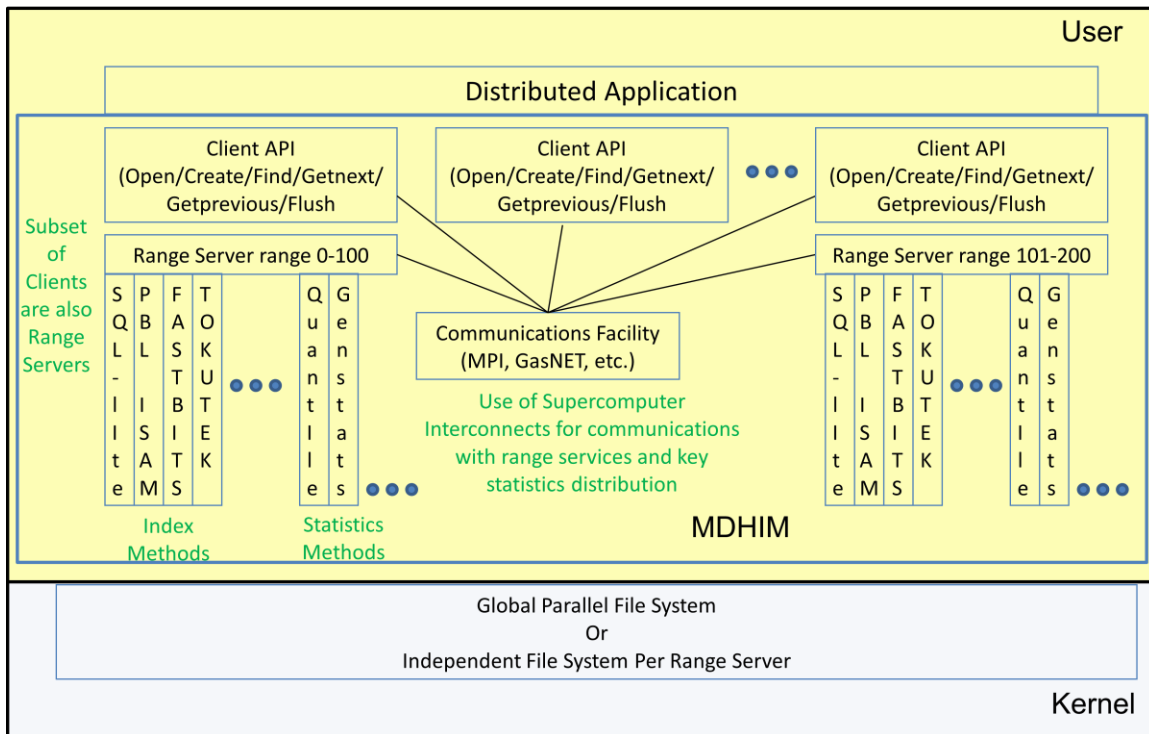 User
Distributed Application
Client API
(Open/Create/Find/Getnext/
Getprevious/Flush
Client API
(Open/Create/Find/Getnext/
Getprevious/Flush
Client API
(Open/Create/Find/Getnext/
Getprevious/Flush
Subset
of
Clients
are also
Range
Servers
Range Server range 0-100
SQL-lIte
PBL ISAM
FASTBITS
TOKUTEK
QuantIle
Genstats
Index
Methods
Statistics
Methods
Communications Facility
(MPI, GasNET, etc.)
Use of Supercomputer
Interconnects for communications
with range services and key
statistics distribution
Range Server range 101-200
SQL-lIte
PBL ISAM
FASTBITS
TOKUTEK
QuantIle
Genstats
MDHIM
Global Parallel File System
Or
Independent File System Per Range Server
Kernel